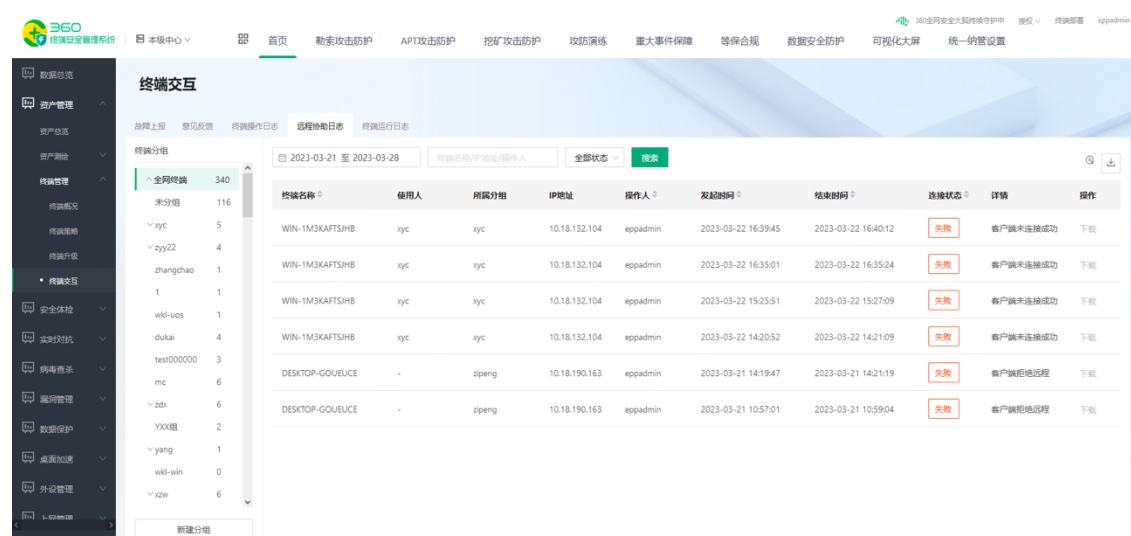 360全网安全大脑持续守护中 授权 终端部署 eppadmin
360
终端安全管理系统
本级中心
首页 勒索攻击防护 APT攻击防护 挖矿攻击防护 攻防演练 重大事件保障 等保合规 数据安全防护 可视化大屏 统一纳管设置
数据总览
资产管理
资产总览
资产测绘
终端管理
终端概况
终端策略
终端升级
终端交互
安全体检
实时对抗
病毒查杀
漏洞管理
数据保护
桌面加速
外设管理
上网管理
终端交互
故障上报 意见反馈 终端操作日志 远程协助日志 终端运行日志
终端分组
全网终端 340
未分组 116
xyc 5
zyy22 4
zhangchao 1
1 1
wkl-uos 1
dukai 4
test000000 3
mc 6
zdx 6
YXX组 2
yang 1
wkl-win 0
xzw 6
新建分组
2023-03-21 至 2023-03-28 终端名称/IP地址/操作人 全部状态 搜索
终端名称 使用人 所属分组 IP地址 操作人 发起时间 结束时间 连接状态 详情 操作
WIN-1M3KAFTSJHB xyc xyc 10.18.132.104 eppadmin 2023-03-22 16:39:45 2023-03-22 16:40:12 失败 客户端未连接成功 下载
WIN-1M3KAFTSJHB xyc xyc 10.18.132.104 eppadmin 2023-03-22 16:35:01 2023-03-22 16:35:24 失败 客户端未连接成功 下载
WIN-1M3KAFTSJHB xyc xyc 10.18.132.104 eppadmin 2023-03-22 15:25:51 2023-03-22 15:27:09 失败 客户端未连接成功 下载
WIN-1M3KAFTSJHB xyc xyc 10.18.132.104 eppadmin 2023-03-22 14:20:52 2023-03-22 14:21:09 失败 客户端未连接成功 下载
DESKTOP-GOUEUCE - zipeng 10.18.190.163 eppadmin 2023-03-21 14:19:47 2023-03-21 14:21:19 失败 客户端拒绝远程 下载
DESKTOP-GOUEUCE - zipeng 10.18.190.163 eppadmin 2023-03-21 10:57:01 2023-03-21 10:59:04 失败 客户端拒绝远程 下载